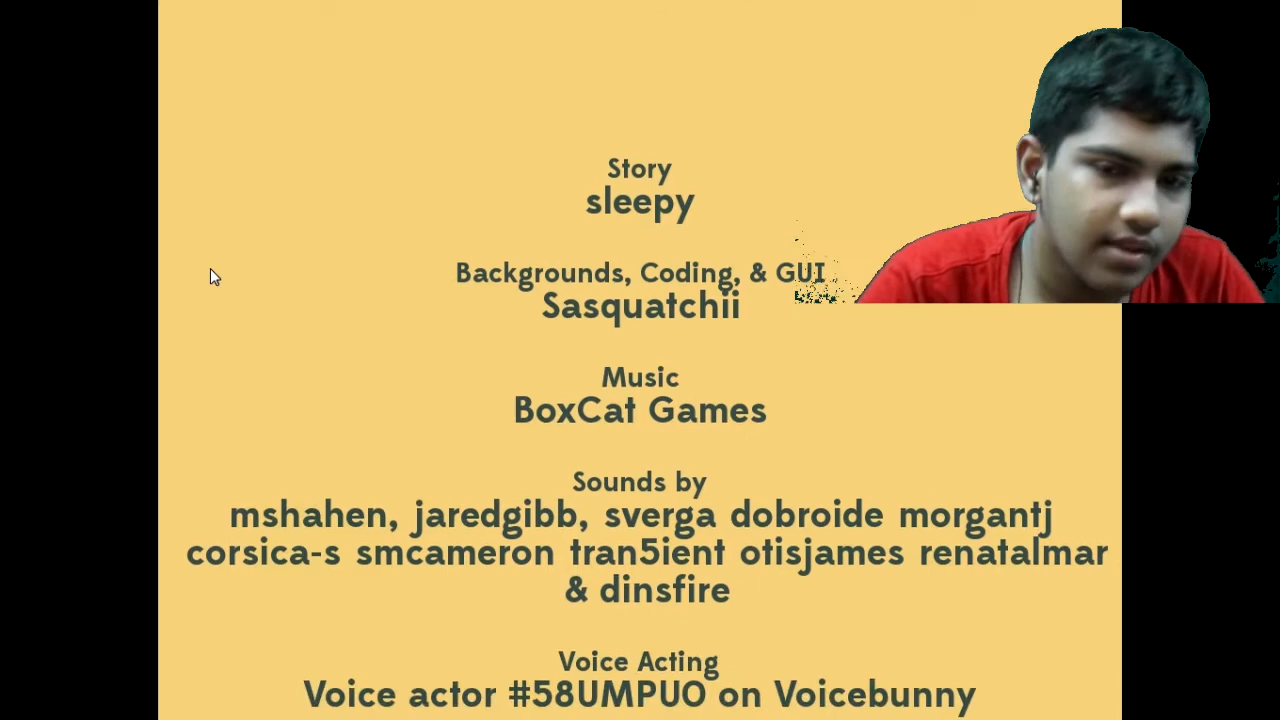 Story
sleepy
Backgrounds, Coding, & GUI
Sasquatchii
Music
BoxCat Games
Sounds by
mshahen, jaredgibb, sverga dobroide morgantj
corsica-s smcameron tran5ient otisjames renatalmar
& dinsfire
Voice Acting
Voice actor #58UMPUO on Voicebunny